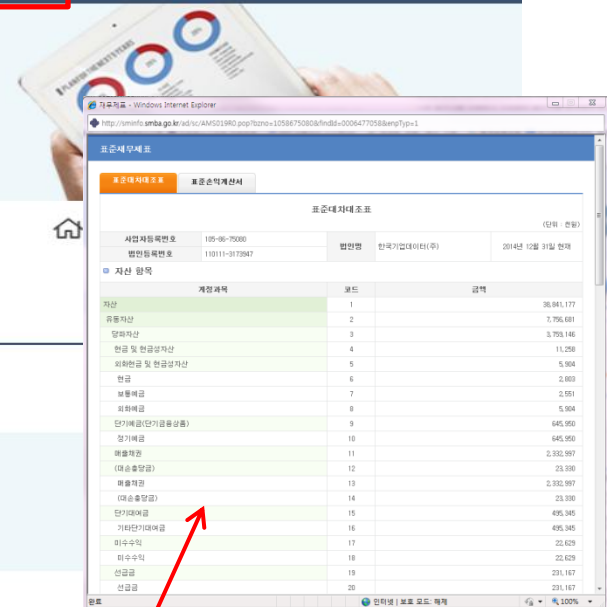 재무제표 - Windows Internet Explorer
http://sminfo.smba.go.kr/ad/sc/AMS019R0.pop?bzno=1058675080&findId=0006477058&enpTyp=1
표준재무제표
표준대차대조표 표준손익계산서
표준대차대조표
(단위 : 천원)
사업자등록번호 105-86-75080 법인명 한국기업데이터(주) 2014년 12월 31일 현재
법인등록번호 110111-3173947
자산 항목
계정과목 코드 금액
자산 1 38,841,177
유동자산 2 7,796,681
당좌자산 3 3,759,146
현금 및 현금성자산 4 11,258
외화현금 및 현금성자산 5 5,904
현금 6 2,803
보통예금 7 2,551
외화예금 8 5,904
단기예금(단기금융상품) 9 645,950
정기예금 10 645,950
매출채권 11 2,332,997
(대손충당금) 12 23,330
매출채권 13 2,332,997
(대손충당금) 14 23,330
단기대여금 15 495,345
기타단기대여금 16 495,345
미수수익 17 22,629
미수수익 18 22,629
선급금 19 231,167
선급금 20 231,167
완료 인터넷 | 보호 모드: 해제 100%